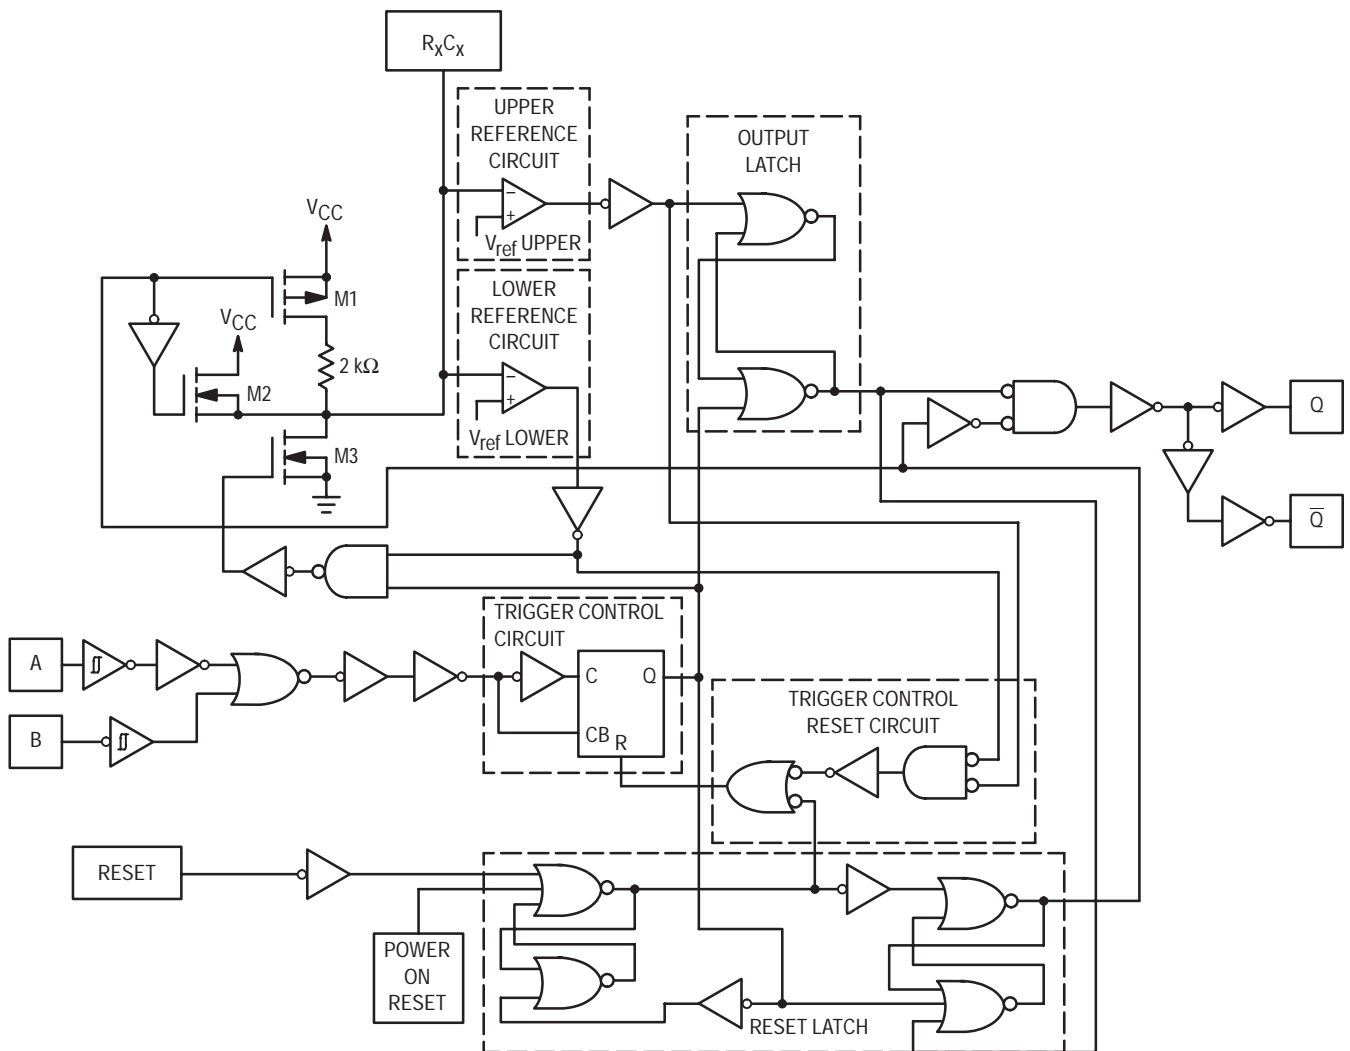 RxCx
UPPER
REFERENCE
CIRCUIT
−
+
Vref UPPER
OUTPUT
LATCH
VCC
M1
LOWER
REFERENCE
CIRCUIT
VCC
2 kΩ
M2
−
+
Vref LOWER
M3
Q
Q̅
TRIGGER CONTROL
CIRCUIT
A
C
Q
B
CB
R
TRIGGER CONTROL
RESET CIRCUIT
RESET
POWER
ON
RESET
RESET LATCH